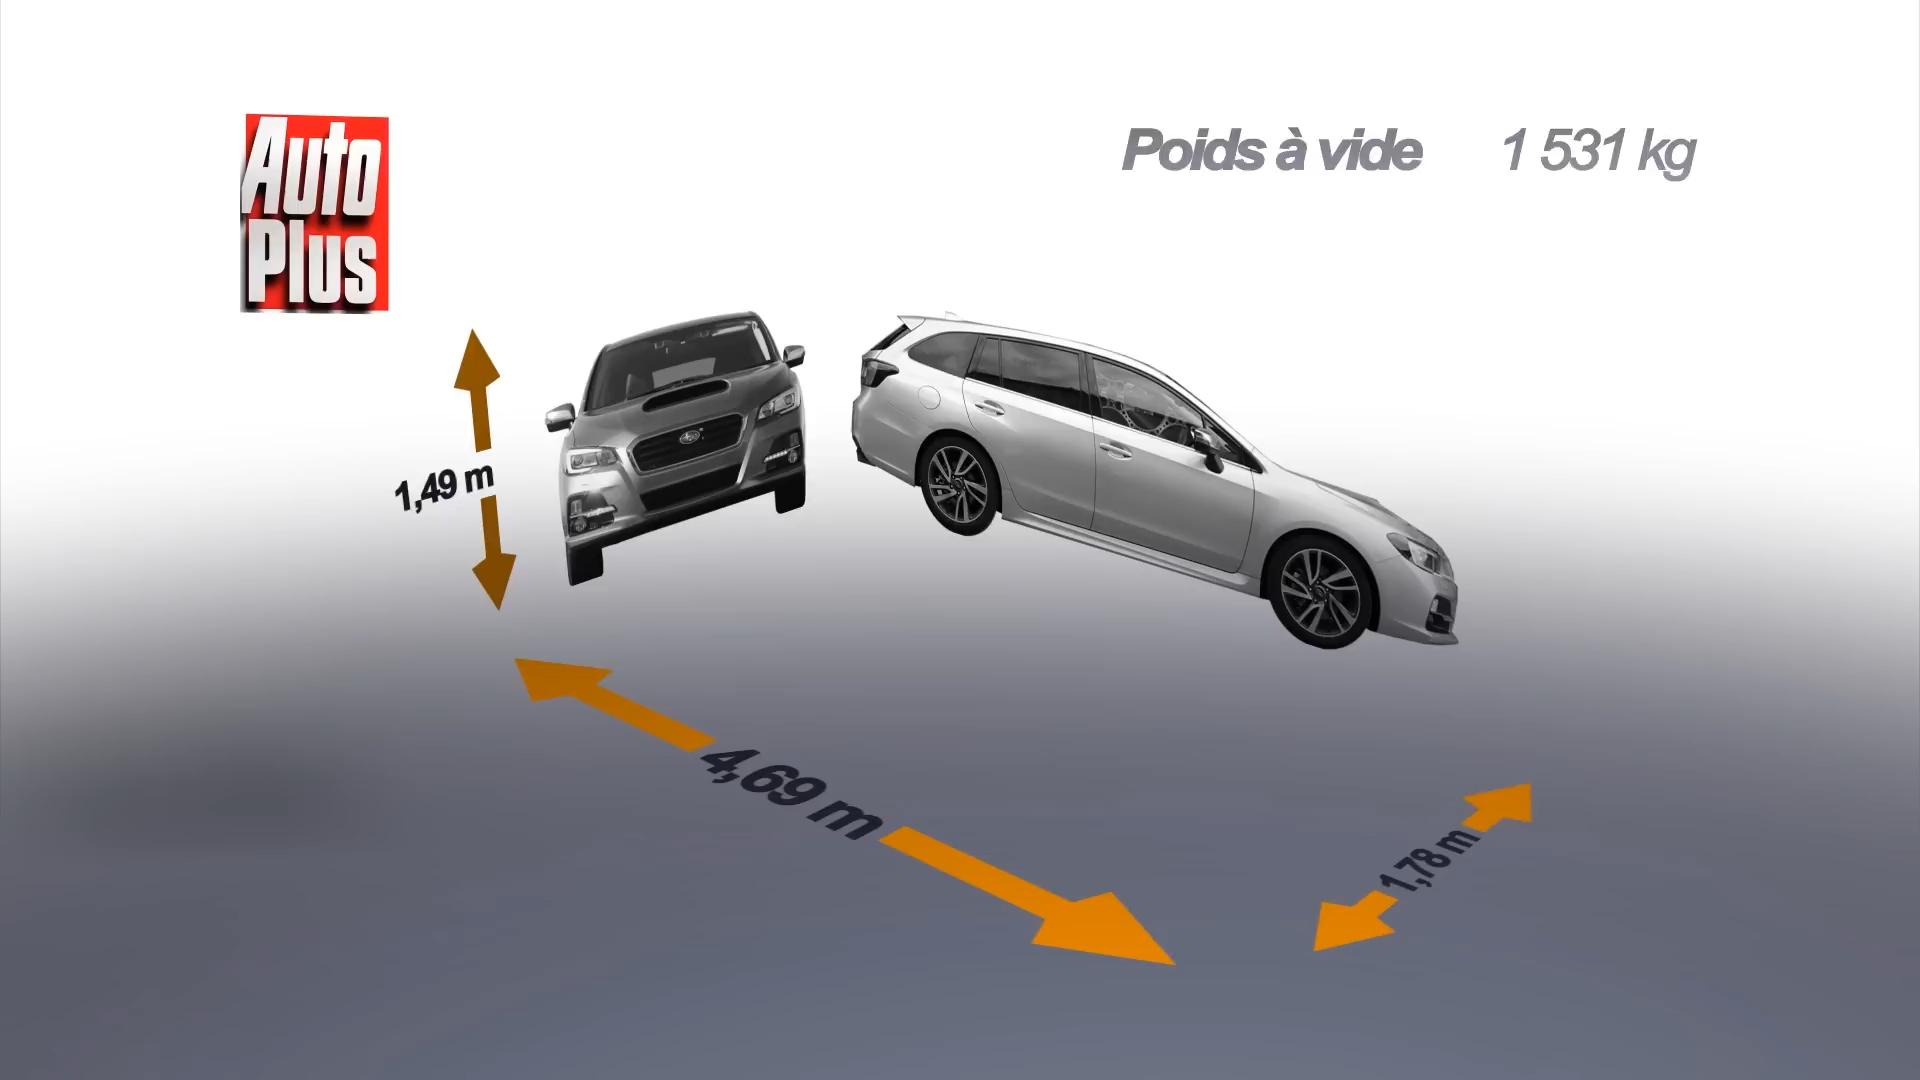 Auto
Plus
Poids à vide 1 531 kg
1,49 m
4,69 m
1,78 m